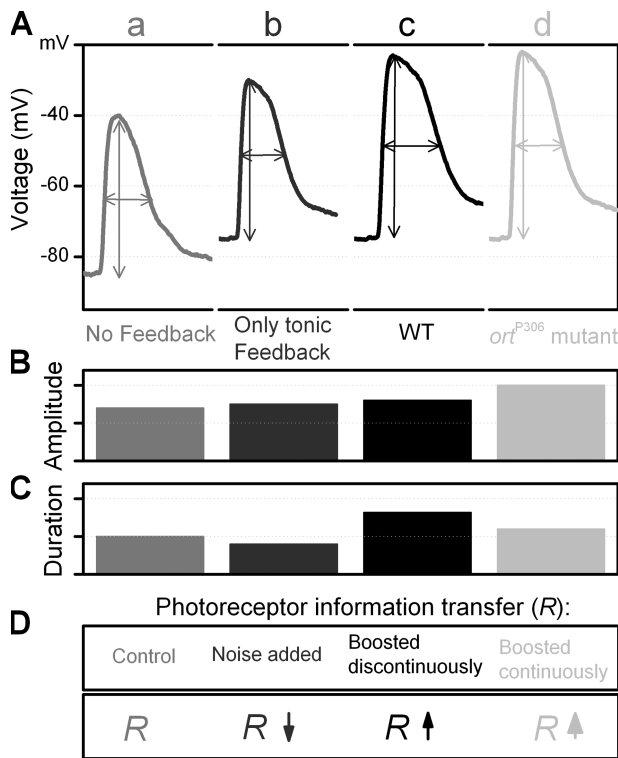 A
a b c d
mV
-40
-60
-80
Voltage (mV)
No Feedback
Only tonic
Feedback
WT
ort^P306 mutant
B
Amplitude
C
Duration
Photoreceptor information transfer (R):
D
Control
Noise added
Boosted
discontinuously
Boosted
continuously
R R R R